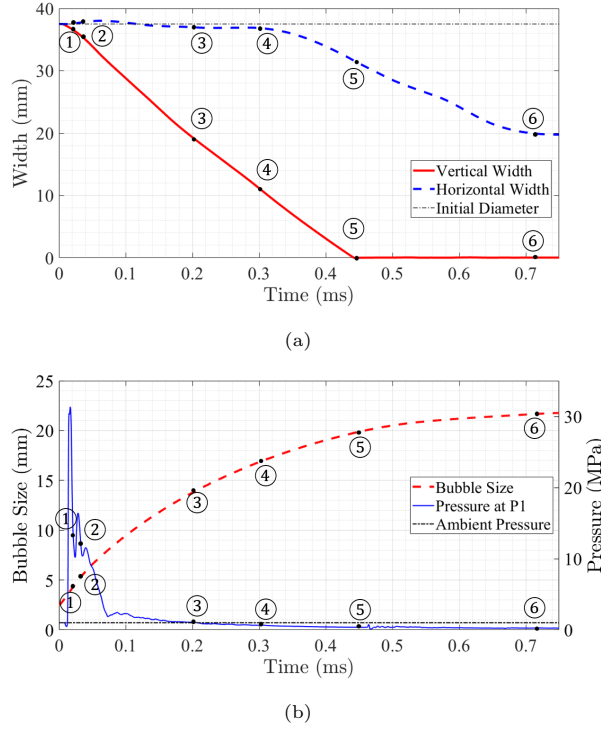 40
30
20
10
0
Width (mm)
① ② ③ ④ ⑤ ⑥
③ ④ ⑤ ⑥
Vertical Width
Horizontal Width
Initial Diameter
0 0.1 0.2 0.3 0.4 0.5 0.6 0.7
Time (ms)
(a)
25
20
15
10
5
0
Bubble Size (mm)
30
20
10
0
Pressure (MPa)
① ② ③ ④ ⑤ ⑥
① ② ③ ④ ⑤ ⑥
Bubble Size
Pressure at P1
Ambient Pressure
0 0.1 0.2 0.3 0.4 0.5 0.6 0.7
Time (ms)
(b)